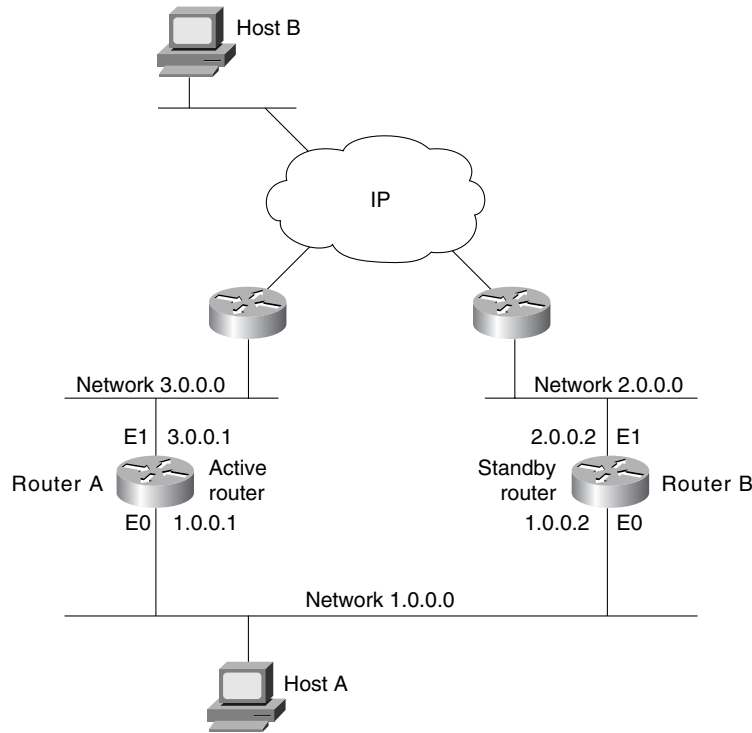 Host B
IP
Network 3.0.0.0
Network 2.0.0.0
E1 3.0.0.1
2.0.0.2 E1
Router A
Active
router
Standby
router
Router B
E0 1.0.0.1
1.0.0.2 E0
Network 1.0.0.0
Host A